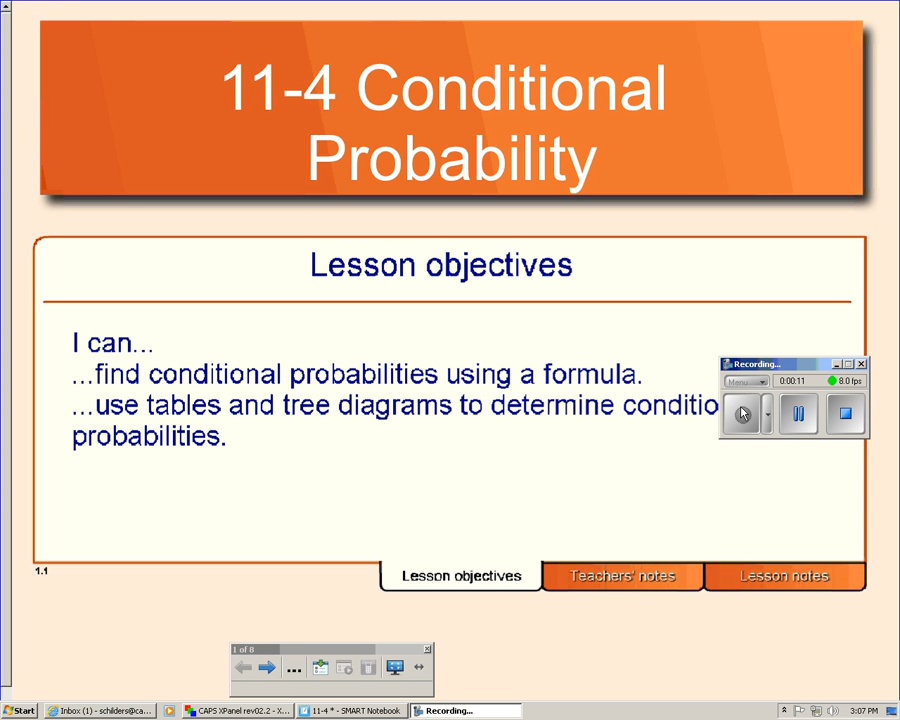 11-4 Conditional
Probability
Lesson objectives
I can...
...find conditional probabilities using a formula.
...use tables and tree diagrams to determine conditio
probabilities.
Recording...
Menu
0:00:11
8.0 fps
1.1
Lesson objectives
Teachers' notes
Lesson notes
1 of 8
Start
Inbox (1) - schilders@ca...
CAPS XPanel rev02.2 - X...
11-4 * - SMART Notebook
Recording...
3:07 PM